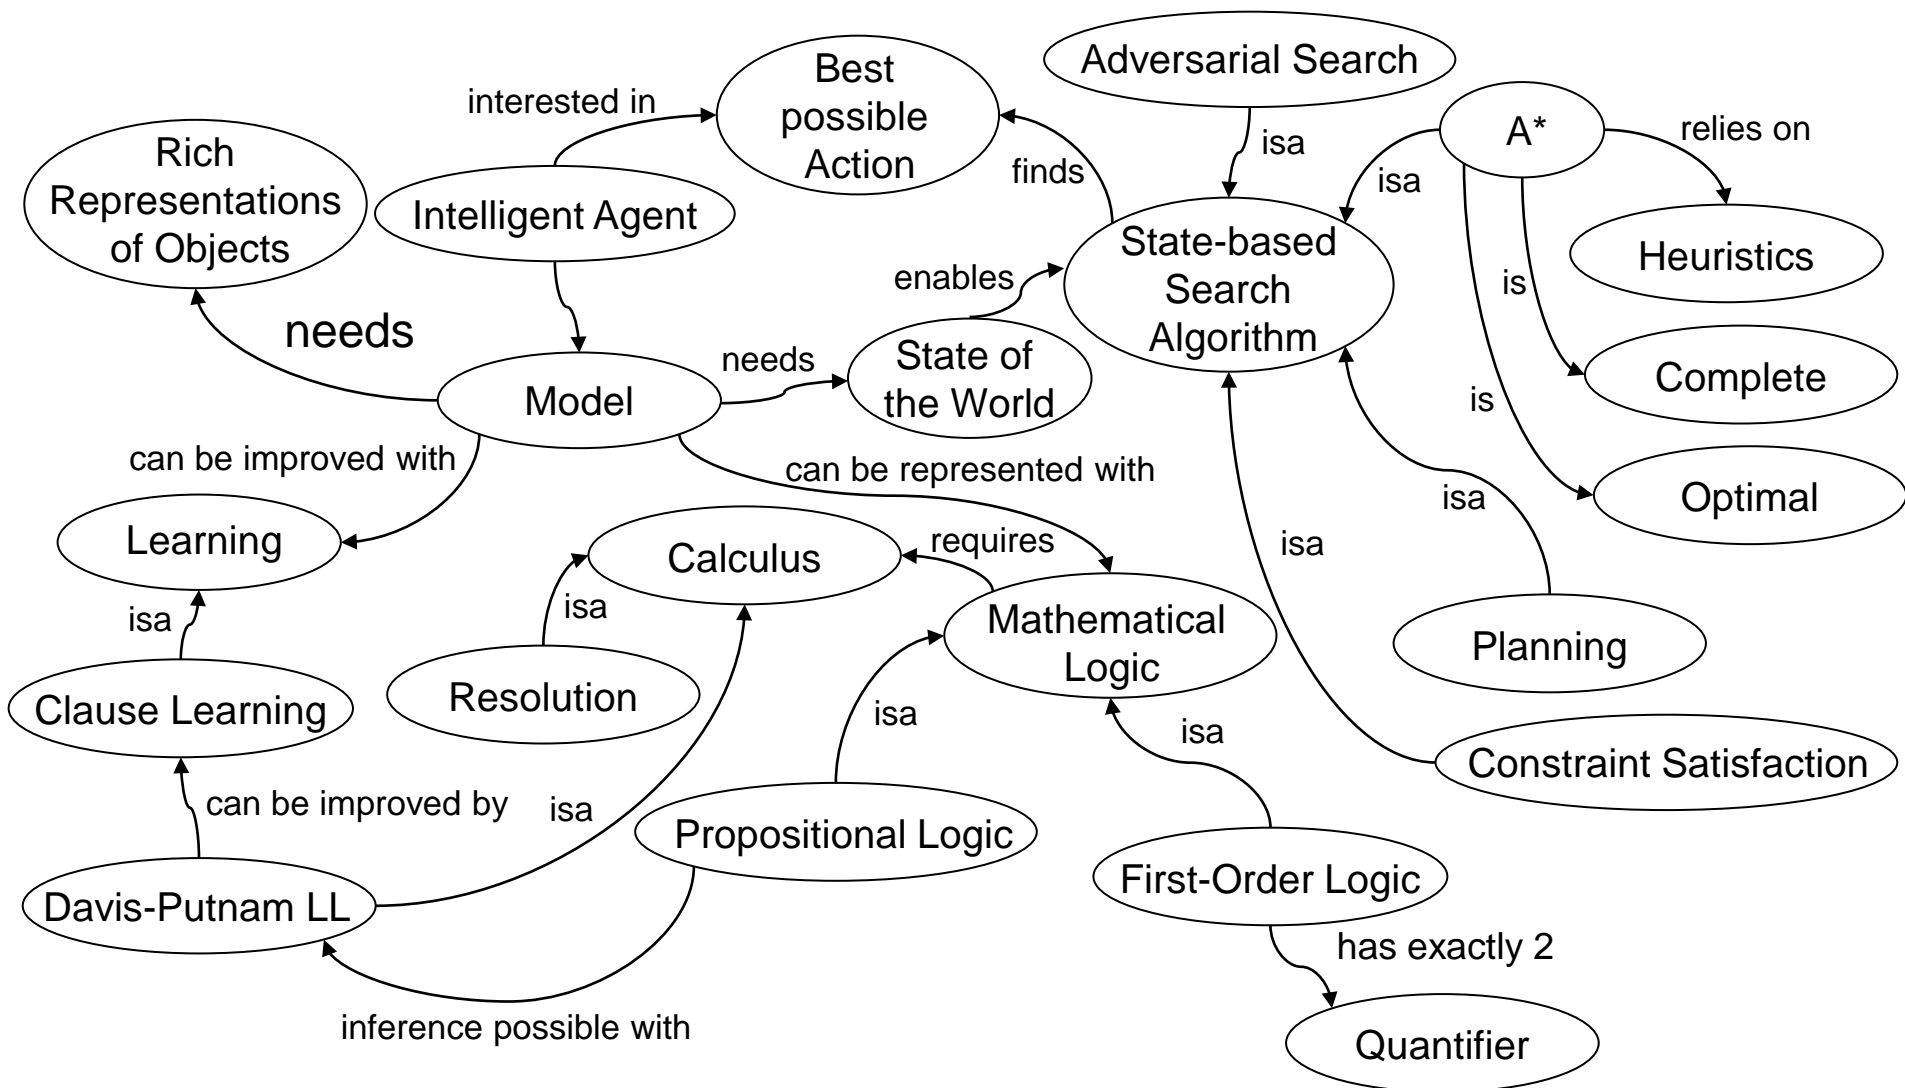 Adversarial Search
Best
possible
Action
interested in
A*
relies on
isa
Rich
Representations
of Objects
finds
isa
Intelligent Agent
State-based
Search
Algorithm
Heuristics
enables
is
needs
needs
State of
the World
Model
Complete
is
can be improved with
can be represented with
isa
Optimal
Learning
Calculus
requires
isa
isa
isa
Mathematical
Logic
Planning
Resolution
Clause Learning
isa
isa
Constraint Satisfaction
can be improved by
isa
Propositional Logic
First-Order Logic
Davis-Putnam LL
has exactly 2
inference possible with
Quantifier